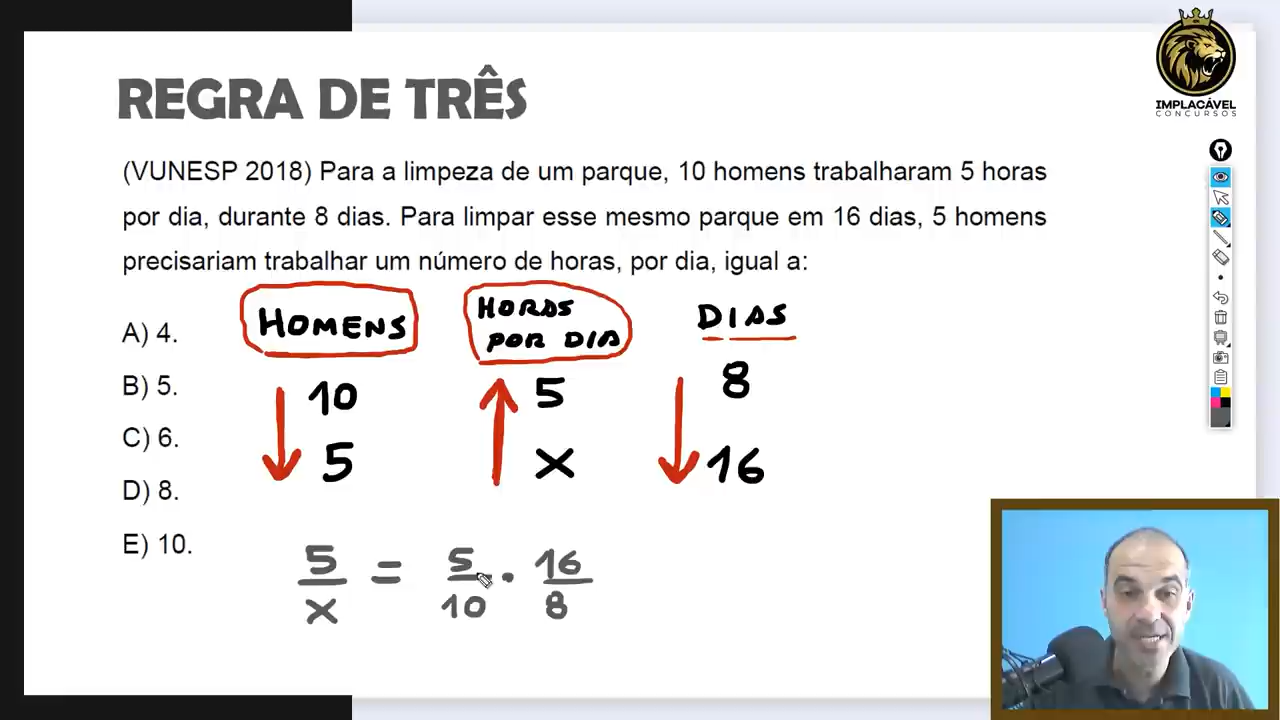 IMPLACÁVEL
CONCURSOS
REGRA DE TRÊS
(VUNESP 2018) Para a limpeza de um parque, 10 homens trabalharam 5 horas
por dia, durante 8 dias. Para limpar esse mesmo parque em 16 dias, 5 homens
precisariam trabalhar um número de horas, por dia, igual a:
A) 4.
B) 5.
C) 6.
D) 8.
E) 10.
HOMENS
10
5
HORAS
POR DIA
5
X
DIAS
8
16
5/X = 5/10 · 16/8